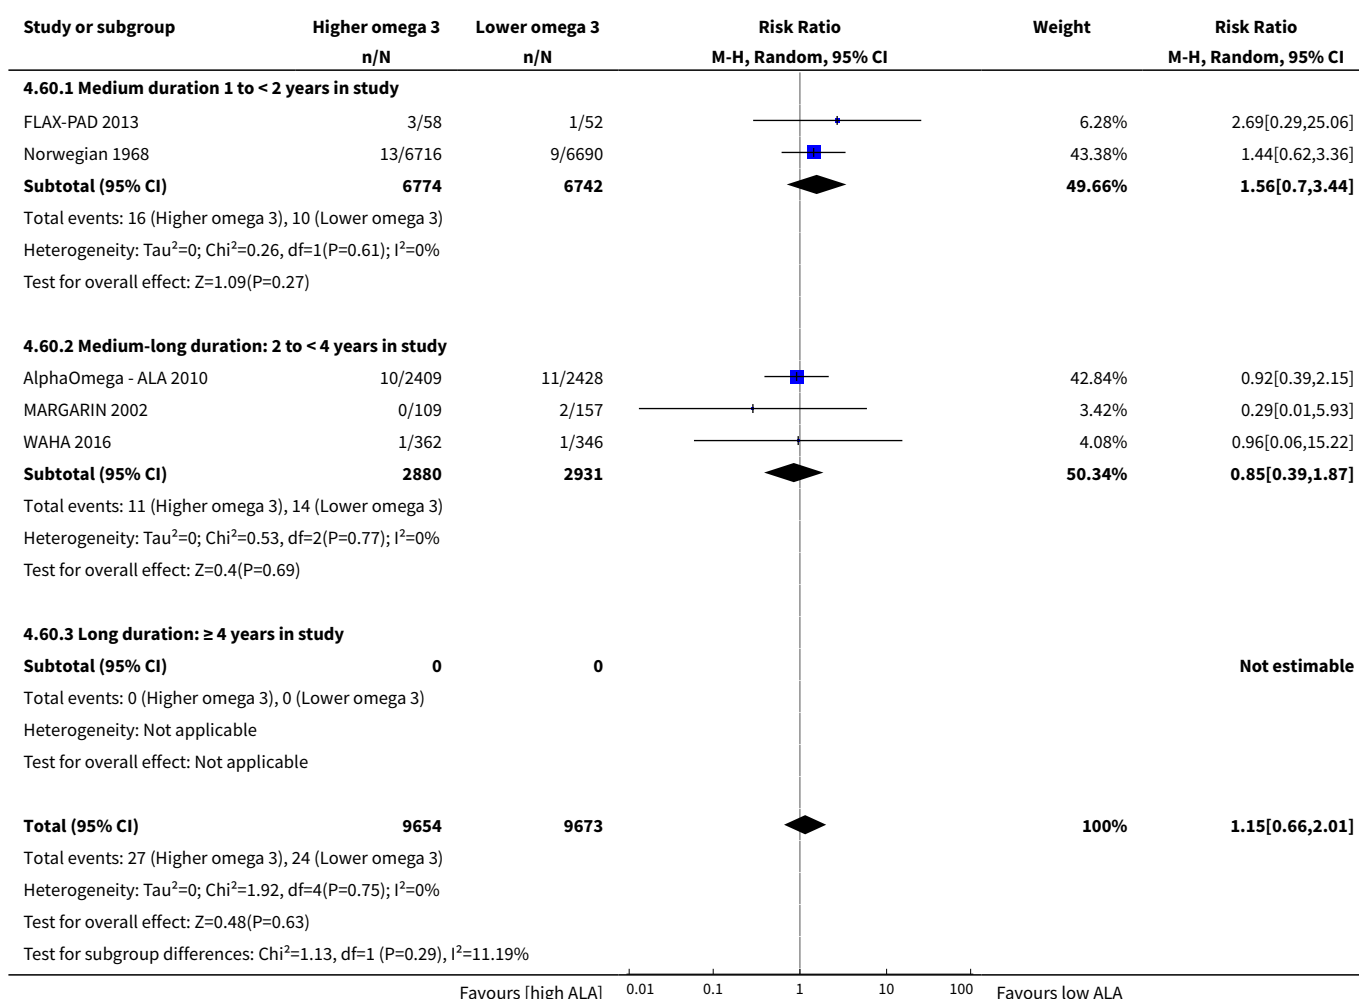 Study or subgroup Higher omega 3 Lower omega 3 Risk Ratio Weight Risk Ratio
n/N n/N M-H, Random, 95% CI M-H, Random, 95% CI
4.60.1 Medium duration 1 to < 2 years in study
FLAX-PAD 2013 3/58 1/52 6.28% 2.69[0.29,25.06]
Norwegian 1968 13/6716 9/6690 43.38% 1.44[0.62,3.36]
Subtotal (95% CI) 6774 6742 49.66% 1.56[0.7,3.44]
Total events: 16 (Higher omega 3), 10 (Lower omega 3)
Heterogeneity: Tau²=0; Chi²=0.26, df=1(P=0.61); I²=0%
Test for overall effect: Z=1.09(P=0.27)
4.60.2 Medium-long duration: 2 to < 4 years in study
AlphaOmega - ALA 2010 10/2409 11/2428 42.84% 0.92[0.39,2.15]
MARGARIN 2002 0/109 2/157 3.42% 0.29[0.01,5.93]
WAHA 2016 1/362 1/346 4.08% 0.96[0.06,15.22]
Subtotal (95% CI) 2880 2931 50.34% 0.85[0.39,1.87]
Total events: 11 (Higher omega 3), 14 (Lower omega 3)
Heterogeneity: Tau²=0; Chi²=0.53, df=2(P=0.77); I²=0%
Test for overall effect: Z=0.4(P=0.69)
4.60.3 Long duration: ≥ 4 years in study
Subtotal (95% CI) 0 0 Not estimable
Total events: 0 (Higher omega 3), 0 (Lower omega 3)
Heterogeneity: Not applicable
Test for overall effect: Not applicable
Total (95% CI) 9654 9673 100% 1.15[0.66,2.01]
Total events: 27 (Higher omega 3), 24 (Lower omega 3)
Heterogeneity: Tau²=0; Chi²=1.92, df=4(P=0.75); I²=0%
Test for overall effect: Z=0.48(P=0.63)
Test for subgroup differences: Chi²=1.13, df=1 (P=0.29), I²=11.19%
Favours [high ALA] 0.01 0.1 1 10 100 Favours low ALA